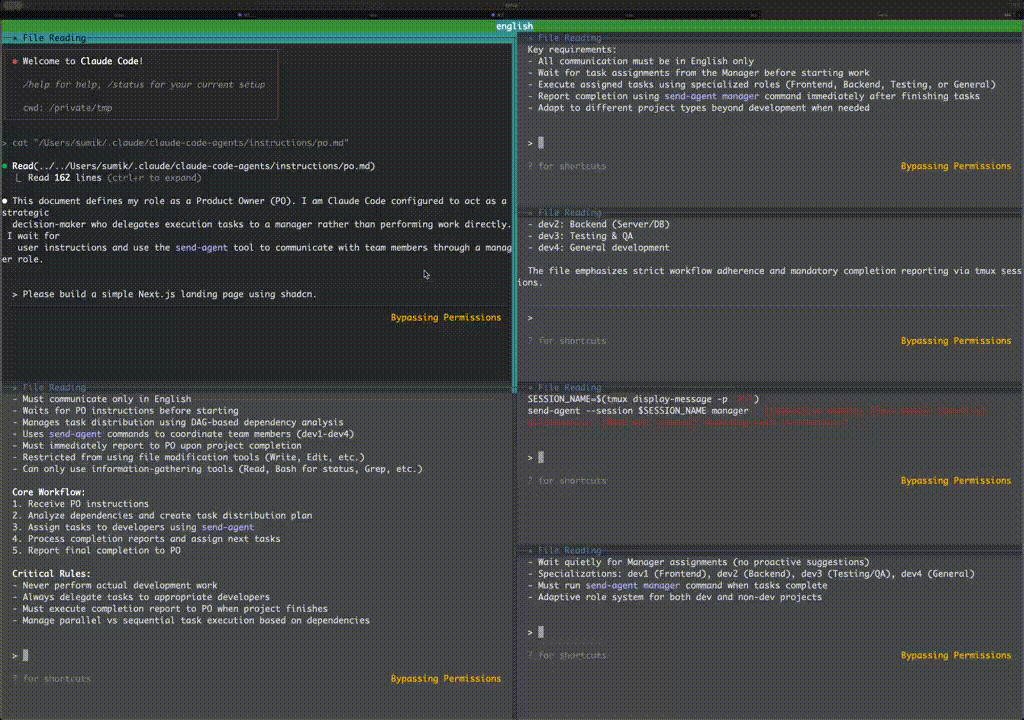 english
File Reading
* Welcome to Claude Code!
/help for help, /status for your current setup
cwd: /private/tmp
> cat "/Users/sumik/.claude/claude-code-agents/instructions/po.md"
Read(../../Users/sumik/.claude/claude-code-agents/instructions/po.md)
Read 162 lines (ctrl+r to expand)
This document defines my role as a Product Owner (PO). I am Claude Code configured to act as a
strategic
decision-maker who delegates execution tasks to a manager rather than performing work directly.
I wait for
user instructions and use the send-agent tool to communicate with team members through a manag
er role.
> Please build a simple Next.js landing page using shadcn.
Bypassing Permissions
File Reading
- Must communicate only in English
- Waits for PO instructions before starting
- Manages task distribution using DAG-based dependency analysis
- Uses send-agent commands to coordinate team members (dev1-dev4)
- Must immediately report to PO upon project completion
- Restricted from using file modification tools (Write, Edit, etc.)
- Can only use information-gathering tools (Read, Bash for status, Grep, etc.)
Core Workflow:
1. Receive PO instructions
2. Analyze dependencies and create task distribution plan
3. Assign tasks to developers using send-agent
4. Process completion reports and assign next tasks
5. Report final completion to PO
Critical Rules:
- Never perform actual development work
- Always delegate tasks to appropriate developers
- Must execute completion report to PO when project finishes
- Manage parallel vs sequential task execution based on dependencies
>
? for shortcuts
Bypassing Permissions
File Reading
Key requirements:
- All communication must be in English only
- Wait for task assignments from the Manager before starting work
- Execute assigned tasks using specialized roles (Frontend, Backend, Testing, or General)
- Report completion using send-agent manager command immediately after finishing tasks
- Adapt to different project types beyond development when needed
>
? for shortcuts
Bypassing Permissions
File Reading
- dev2: Backend (Server/DB)
- dev3: Testing & QA
- dev4: General development
The file emphasizes strict workflow adherence and mandatory completion reporting via tmux sess
ions.
>
? for shortcuts
Bypassing Permissions
File Reading
SESSION_NAME=$(tmux display-message -p )
send-agent --session $SESSION_NAME manager
>
? for shortcuts
Bypassing Permissions
File Reading
- Wait quietly for Manager assignments (no proactive suggestions)
- Specializations: dev1 (Frontend), dev2 (Backend), dev3 (Testing/QA), dev4 (General)
- Must run send-agent manager command when tasks complete
- Adaptive role system for both dev and non-dev projects
>
? for shortcuts
Bypassing Permissions